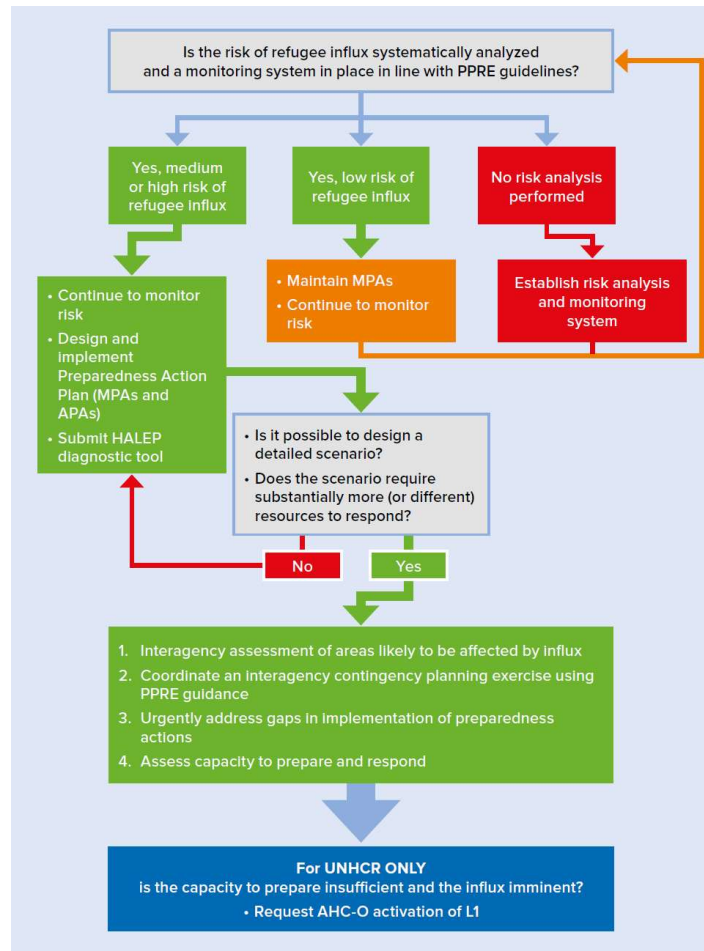 Is the risk of refugee influx systematically analyzed
and a monitoring system in place in line with PPRE guidelines?
Yes, medium
or high risk of
refugee influx
Yes, low risk of
refugee influx
No risk analysis
performed
• Continue to monitor
risk
• Design and
implement
Preparedness Action
Plan (MPAs and
APAs)
• Submit HALEP
diagnostic tool
• Maintain MPAs
• Continue to monitor
risk
Establish risk analysis
and monitoring
system
• Is it possible to design a
detailed scenario?
• Does the scenario require
substantially more (or different)
resources to respond?
No
Yes
1. Interagency assessment of areas likely to be affected by influx
2. Coordinate an interagency contingency planning exercise using
PPRE guidance
3. Urgently address gaps in implementation of preparedness
actions
4. Assess capacity to prepare and respond
For UNHCR ONLY
is the capacity to prepare insufficient and the influx imminent?
• Request AHC-O activation of L1